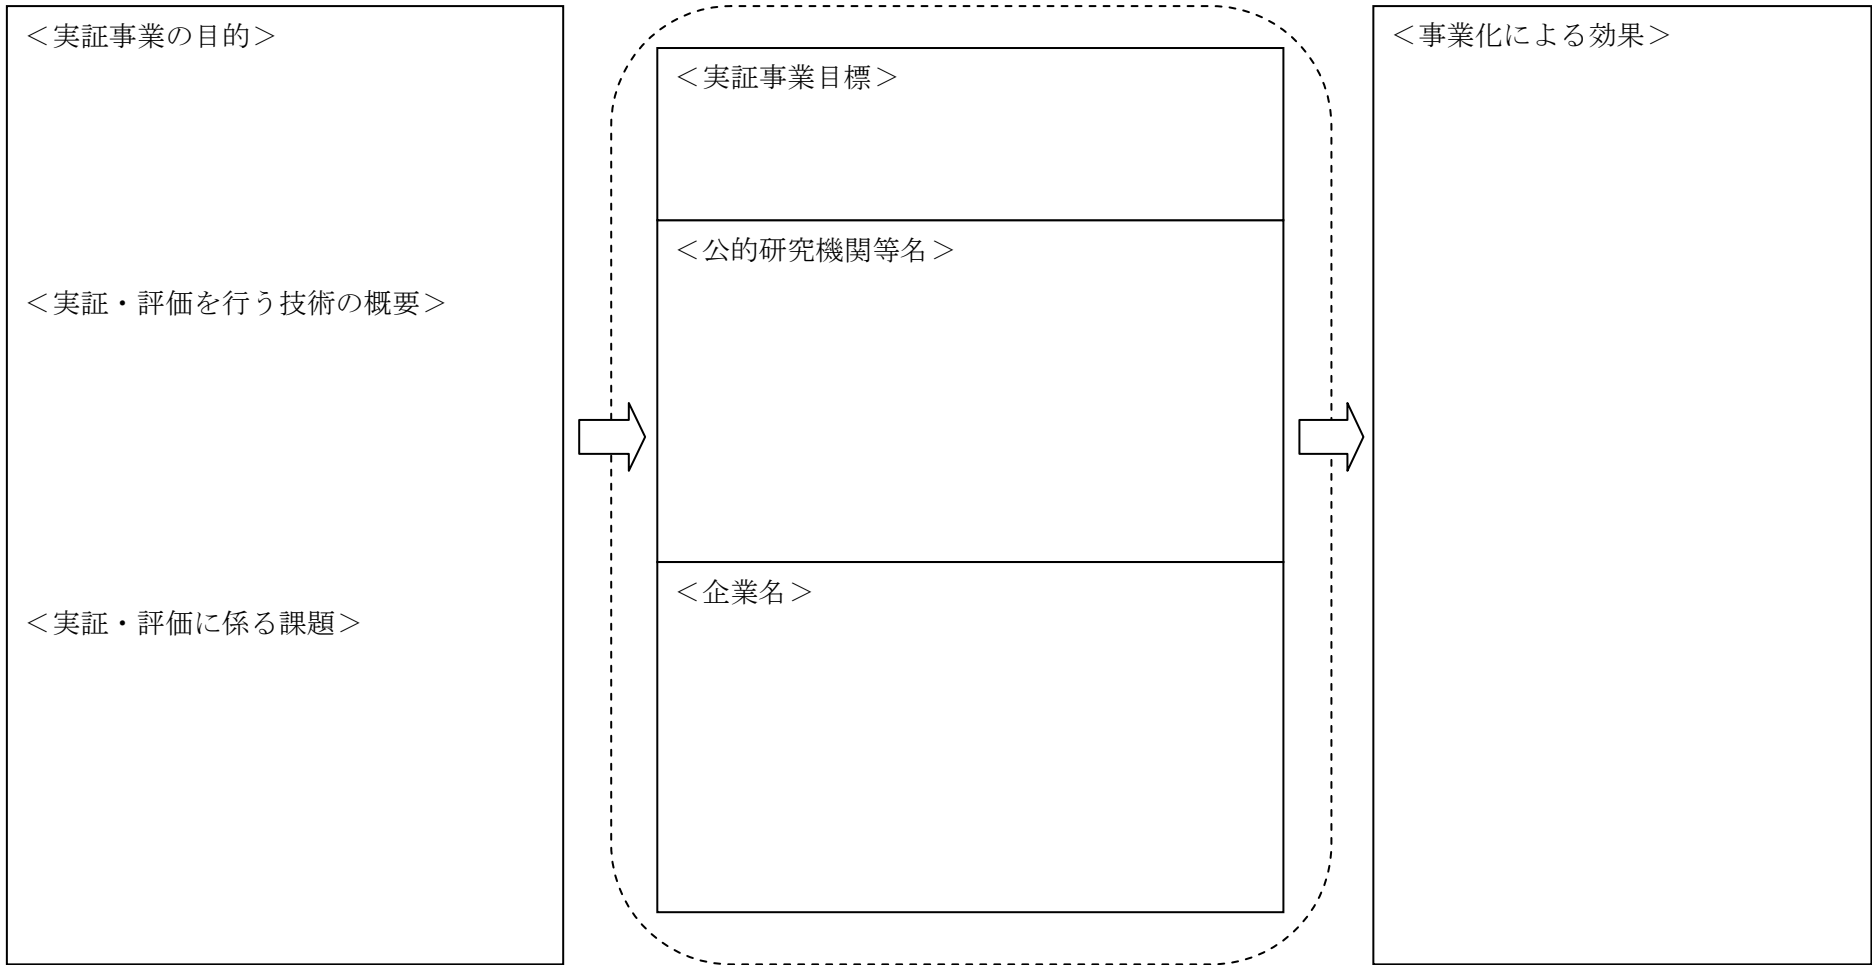 ＜実証事業の目的＞
＜実証・評価を行う技術の概要＞
＜実証・評価に係る課題＞
＜実証事業目標＞
＜公的研究機関等名＞
＜企業名＞
＜事業化による効果＞